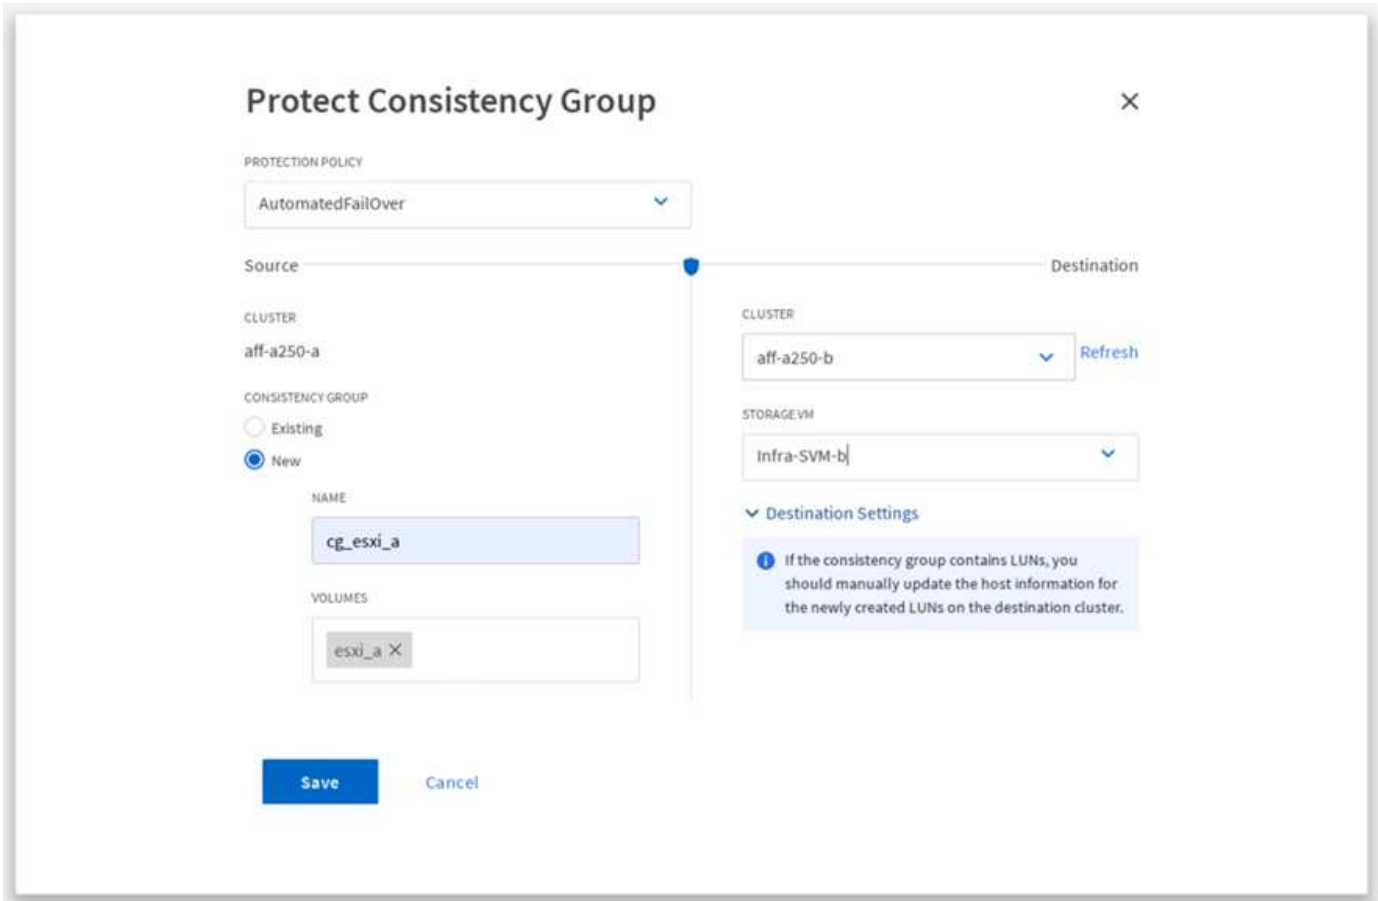 Protect Consistency Group
PROTECTION POLICY
AutomatedFailOver
Source
Destination
CLUSTER
aff-a250-a
CONSISTENCY GROUP
Existing
New
NAME
cg_esxi_a
VOLUMES
esxi_a
CLUSTER
aff-a250-b
Refresh
STORAGE VM
Infra-SVM-b
Destination Settings
If the consistency group contains LUNs, you
should manually update the host information for
the newly created LUNs on the destination cluster.
Save
Cancel